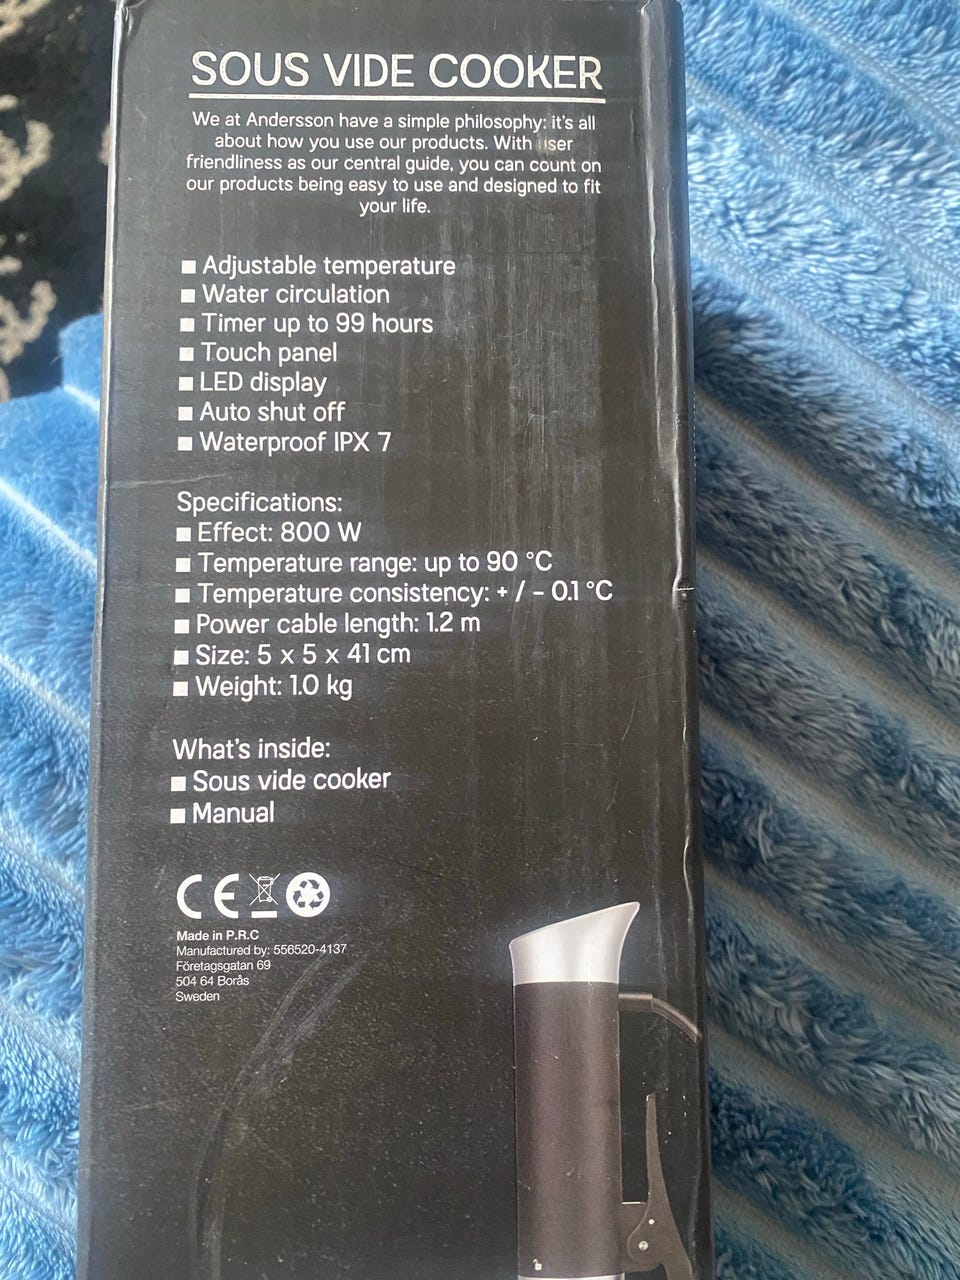 SOUS VIDE COOKER
We at Andersson have a simple philosophy: it's all
about how you use our products. With user
friendliness as our central guide, you can count on
our products being easy to use and designed to fit
your life.
■ Adjustable temperature
■ Water circulation
■ Timer up to 99 hours
■ Touch panel
■ LED display
■ Auto shut off
■ Waterproof IPX 7
Specifications:
■ Effect: 800 W
■ Temperature range: up to 90 °C
■ Temperature consistency: + / – 0.1 °C
■ Power cable length: 1.2 m
■ Size: 5 x 5 x 41 cm
■ Weight: 1.0 kg
What's inside:
■ Sous vide cooker
■ Manual
CE
Made in P.R.C
Manufactured by: 556520-4137
Företagsgatan 69
504 64 Borås
Sweden